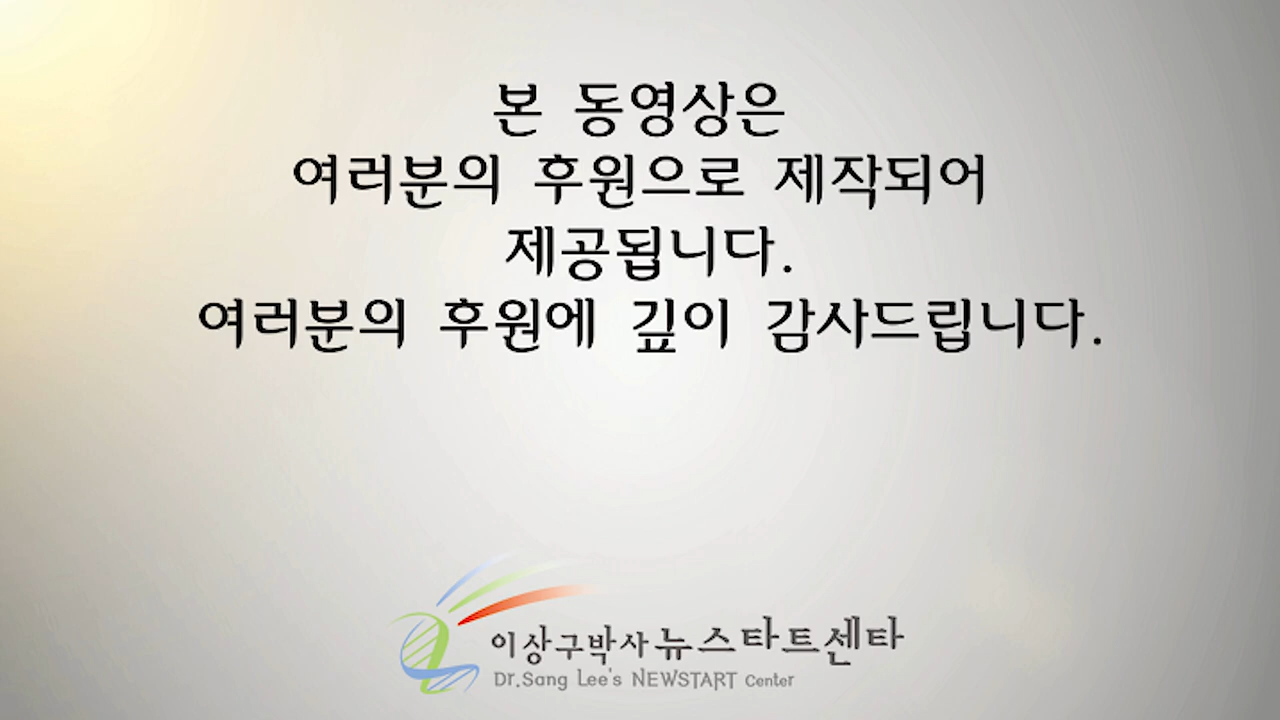 본 동영상은
여러분의 후원으로 제작되어
제공됩니다.
여러분의 후원에 깊이 감사드립니다.
이상구박사 뉴스타트센타
Dr.Sang Lee's NEWSTART Center